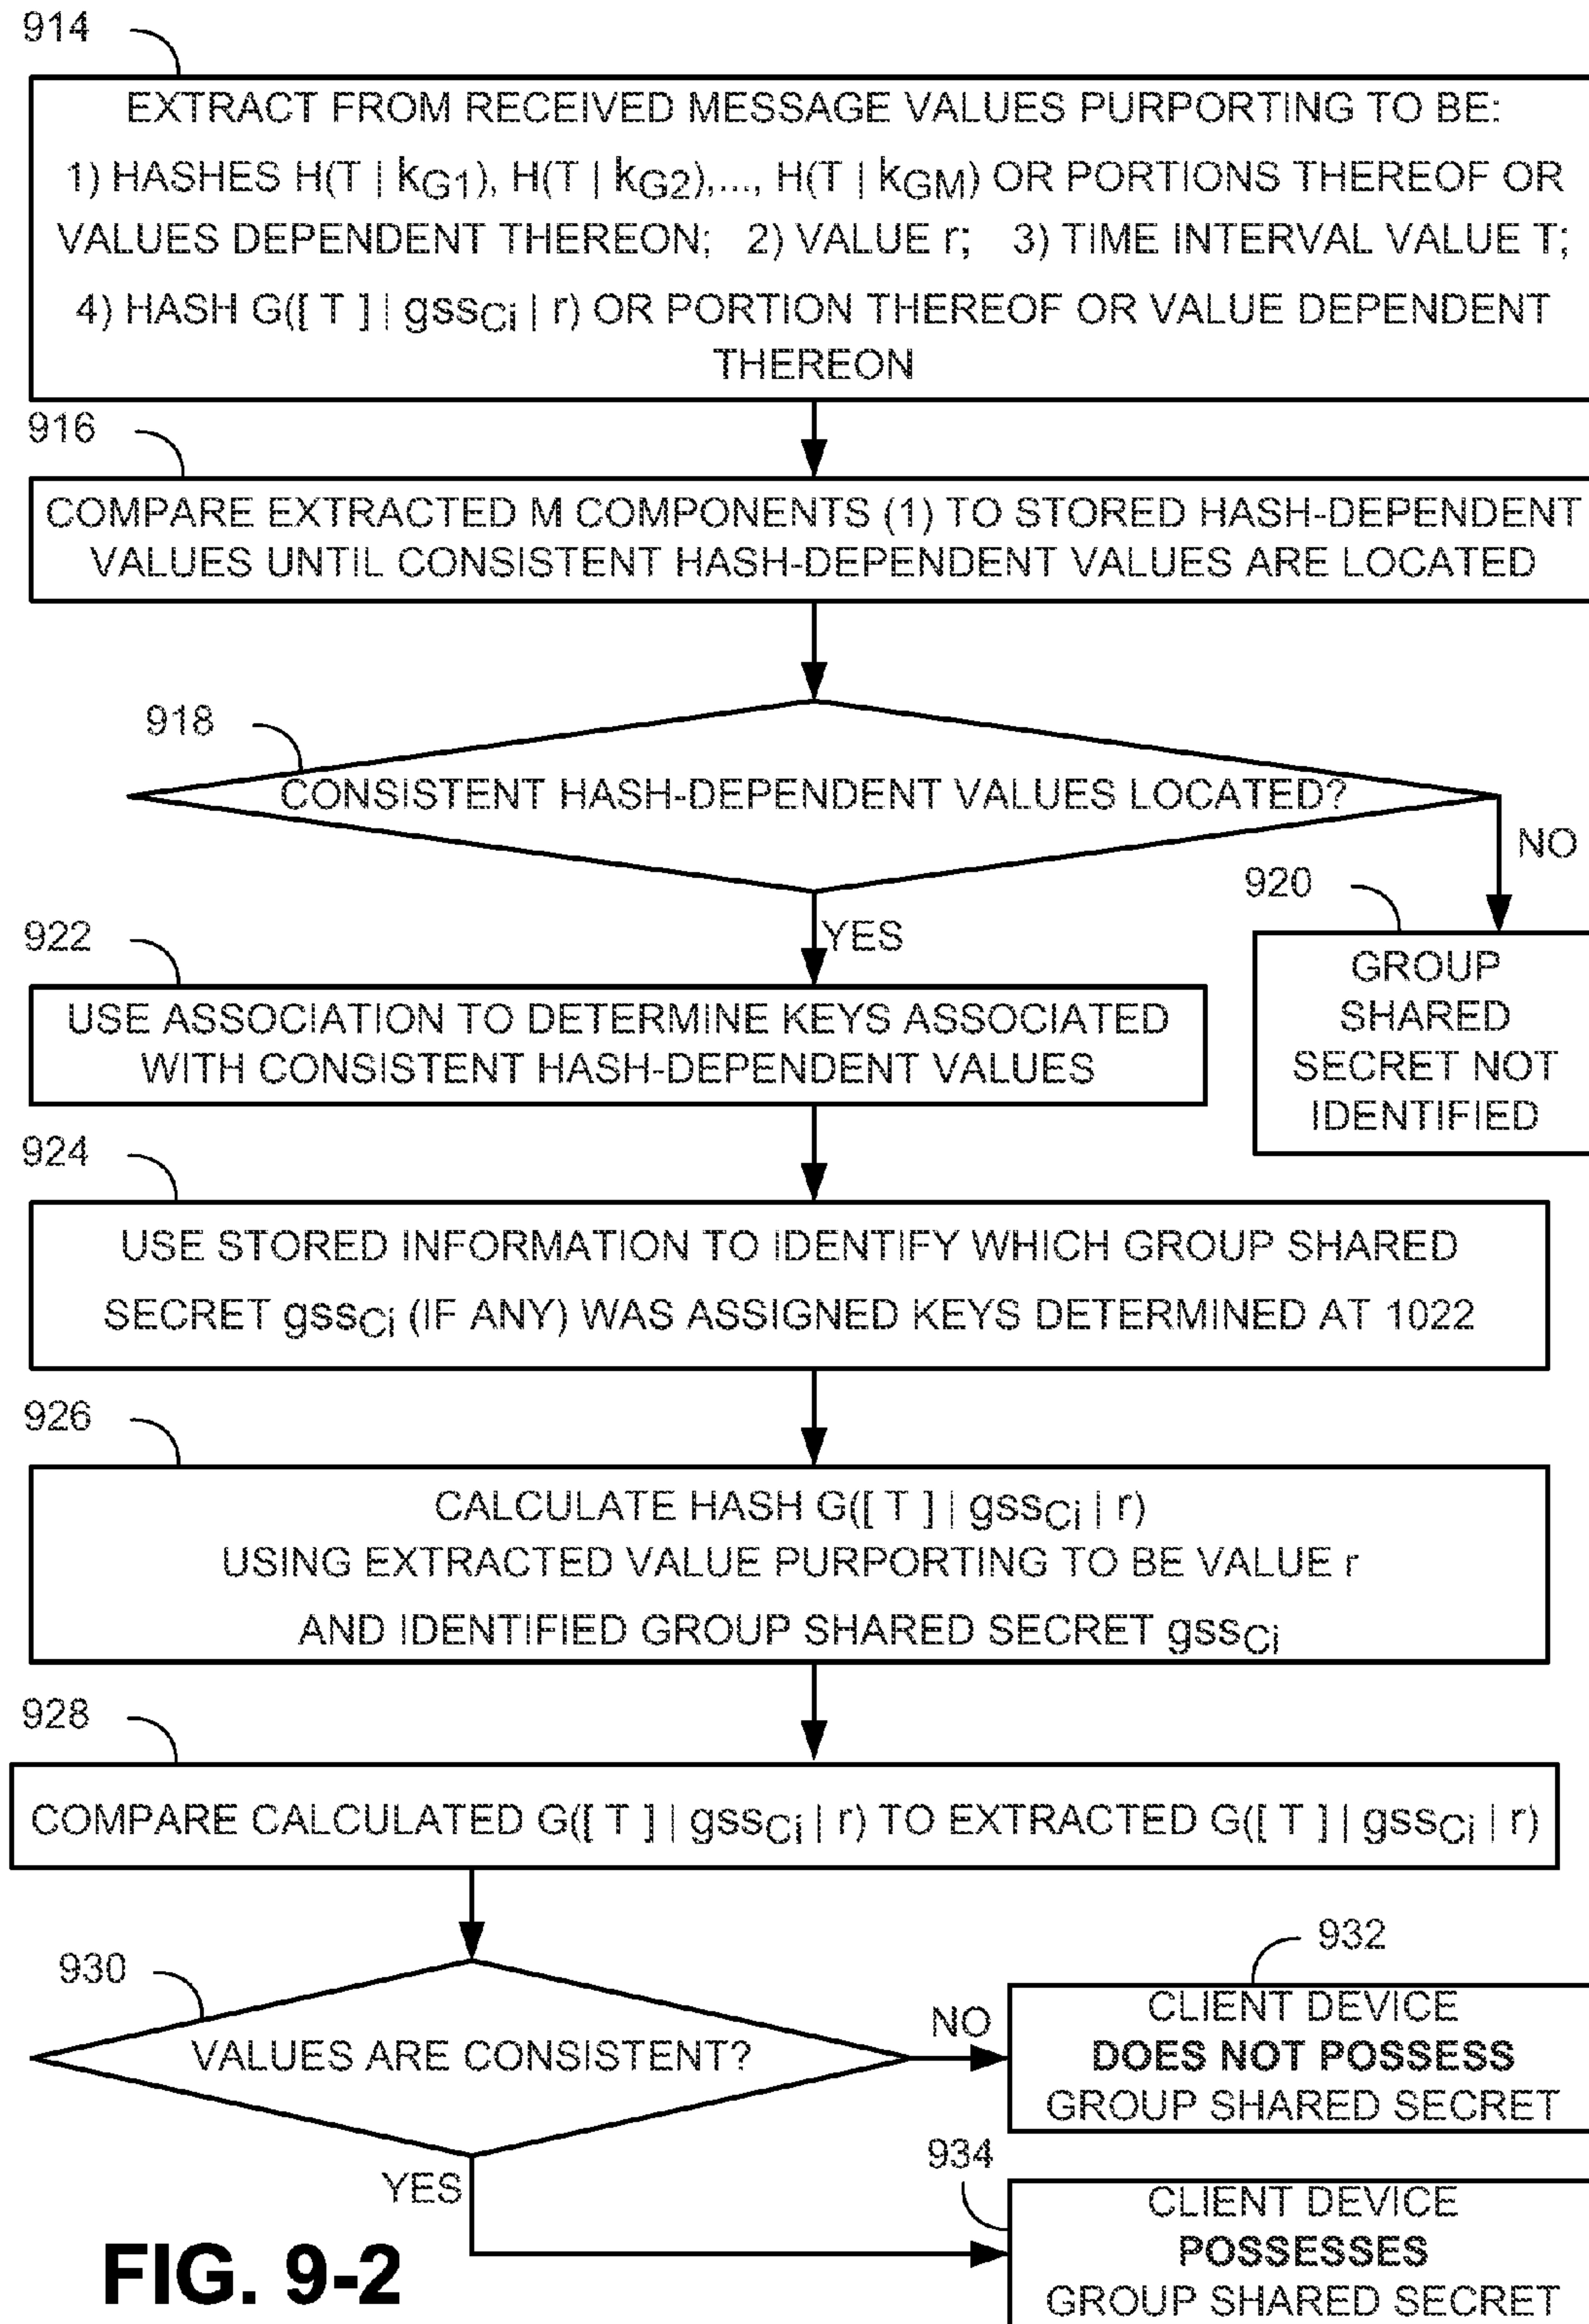 914
EXTRACT FROM RECEIVED MESSAGE VALUES PURPORTING TO BE:
1) HASHES H(T | kG1), H(T | kG2),..., H(T | kGM) OR PORTIONS THEREOF OR
VALUES DEPENDENT THEREON; 2) VALUE r; 3) TIME INTERVAL VALUE T;
4) HASH G([ T ] | gssCi | r) OR PORTION THEREOF OR VALUE DEPENDENT
THEREON
916
COMPARE EXTRACTED M COMPONENTS (1) TO STORED HASH-DEPENDENT
VALUES UNTIL CONSISTENT HASH-DEPENDENT VALUES ARE LOCATED
918
CONSISTENT HASH-DEPENDENT VALUES LOCATED?
NO
920
GROUP
SHARED
SECRET NOT
IDENTIFIED
YES
922
USE ASSOCIATION TO DETERMINE KEYS ASSOCIATED
WITH CONSISTENT HASH-DEPENDENT VALUES
924
USE STORED INFORMATION TO IDENTIFY WHICH GROUP SHARED
SECRET gssCi (IF ANY) WAS ASSIGNED KEYS DETERMINED AT 1022
926
CALCULATE HASH G([ T ] | gssCi | r)
USING EXTRACTED VALUE PURPORTING TO BE VALUE r
AND IDENTIFIED GROUP SHARED SECRET gssCi
928
COMPARE CALCULATED G([ T ] | gssCi | r) TO EXTRACTED G([ T ] | gssCi | r)
930
VALUES ARE CONSISTENT?
NO
932
CLIENT DEVICE
DOES NOT POSSESS
GROUP SHARED SECRET
YES
934
CLIENT DEVICE
POSSESSES
GROUP SHARED SECRET
FIG. 9-2